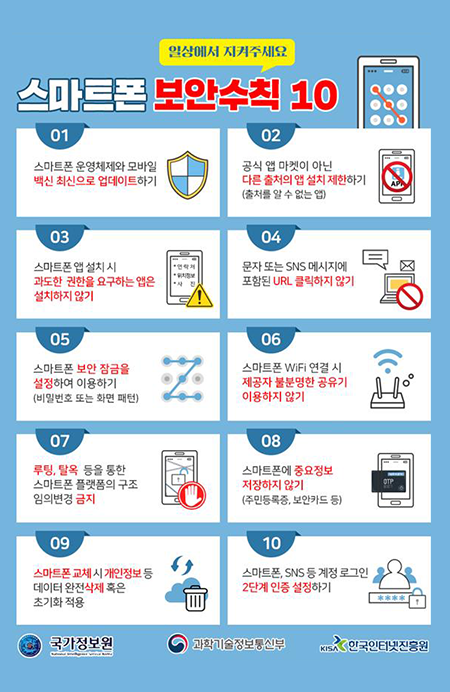 일상에서 지켜주세요
스마트폰 보안수칙 10
01
스마트폰 운영체제와 모바일
백신 최신으로 업데이트하기
02
공식 앱 마켓이 아닌
다른 출처의 앱 설치 제한하기
(출처를 알 수 없는 앱)
APK
03
스마트폰 앱 설치 시
과도한 권한을 요구하는 앱은
설치하지 않기
연락처
위치정보
사진
04
문자 또는 SNS 메시지에
포함된 URL 클릭하지 않기
05
스마트폰 보안 잠금을
설정하여 이용하기
(비밀번호 또는 화면 패턴)
06
스마트폰 WiFi 연결 시
제공자 불분명한 공유기
이용하지 않기
07
루팅, 탈옥 등을 통한
스마트폰 플랫폼의 구조
임의변경 금지
08
스마트폰에 중요정보
저장하지 않기
(주민등록증, 보안카드 등)
OTP
09
스마트폰 교체 시 개인정보 등
데이터 완전삭제 혹은
초기화 적용
10
스마트폰, SNS 등 계정 로그인
2단계 인증 설정하기
국가정보원
National Intelligence Service Korea
과학기술정보통신부
KISA 한국인터넷진흥원